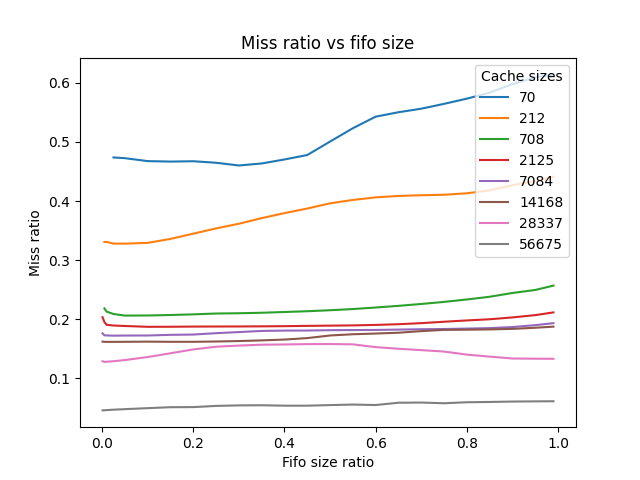 Miss ratio vs fifo size
Cache sizes
70
212
708
2125
7084
14168
28337
56675
Miss ratio
0.6
0.5
0.4
0.3
0.2
0.1
0.0 0.2 0.4 0.6 0.8 1.0
Fifo size ratio